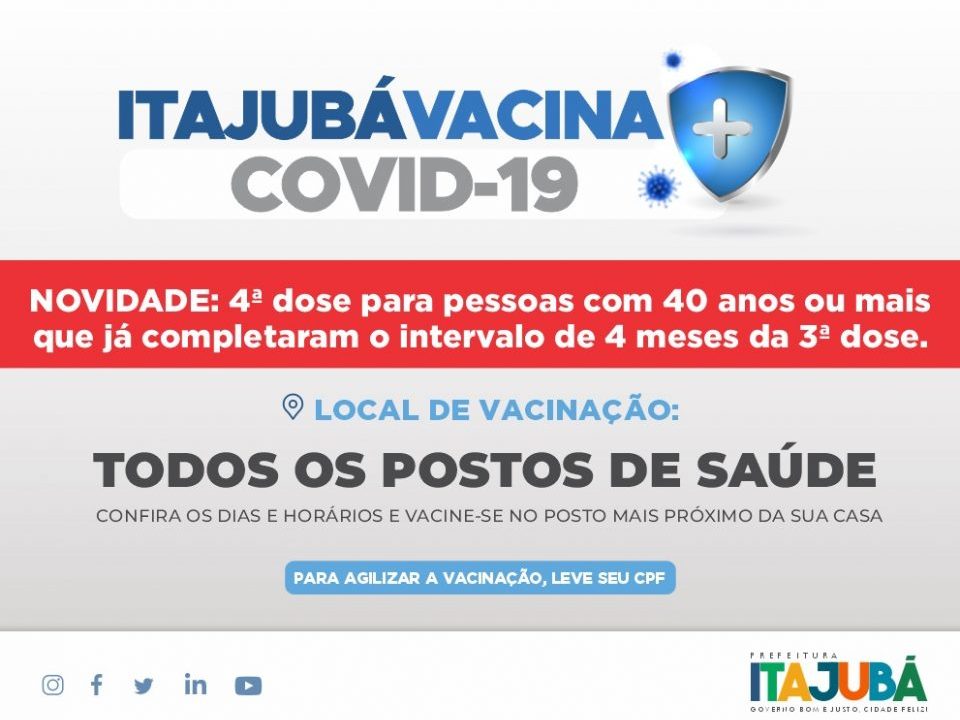 ITAJUBÁVACINA
COVID-19
NOVIDADE: 4ª dose para pessoas com 40 anos ou mais
que já completaram o intervalo de 4 meses da 3ª dose.
LOCAL DE VACINAÇÃO:
TODOS OS POSTOS DE SAÚDE
CONFIRA OS DIAS E HORÁRIOS E VACINE-SE NO POSTO MAIS PRÓXIMO DA SUA CASA
PARA AGILIZAR A VACINAÇÃO, LEVE SEU CPF
PREFEITURA
ITAJUBÁ
GOVERNO BOM E JUSTO, CIDADE FELIZ!